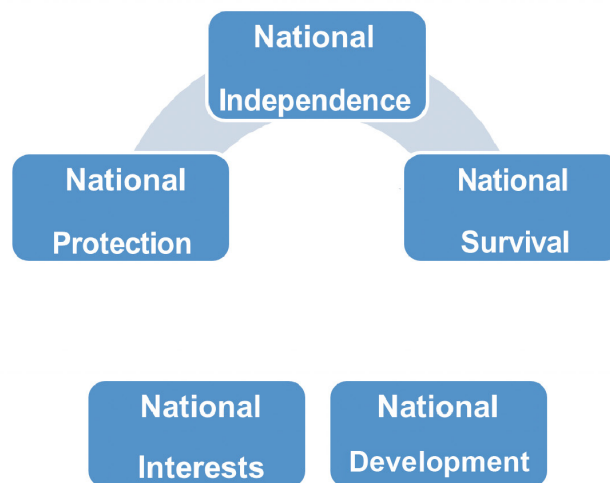 National
Independence
National
Protection
National
Survival
National
Interests
National
Development